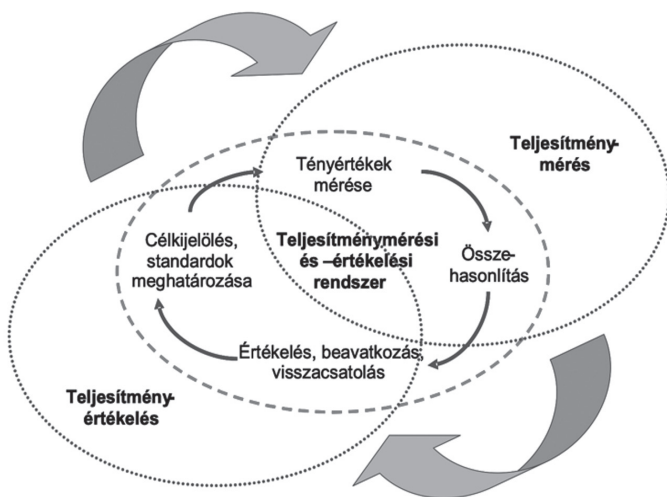 Teljesítmény-
mérés
Tényértékek
mérése
Célkijelölés,
standardok
meghatározása
Teljesítménymérési
és –értékelési
rendszer
Össze-
hasonlítás
Értékelés, beavatkozás,
visszacsatolás
Teljesítmény-
értékelés